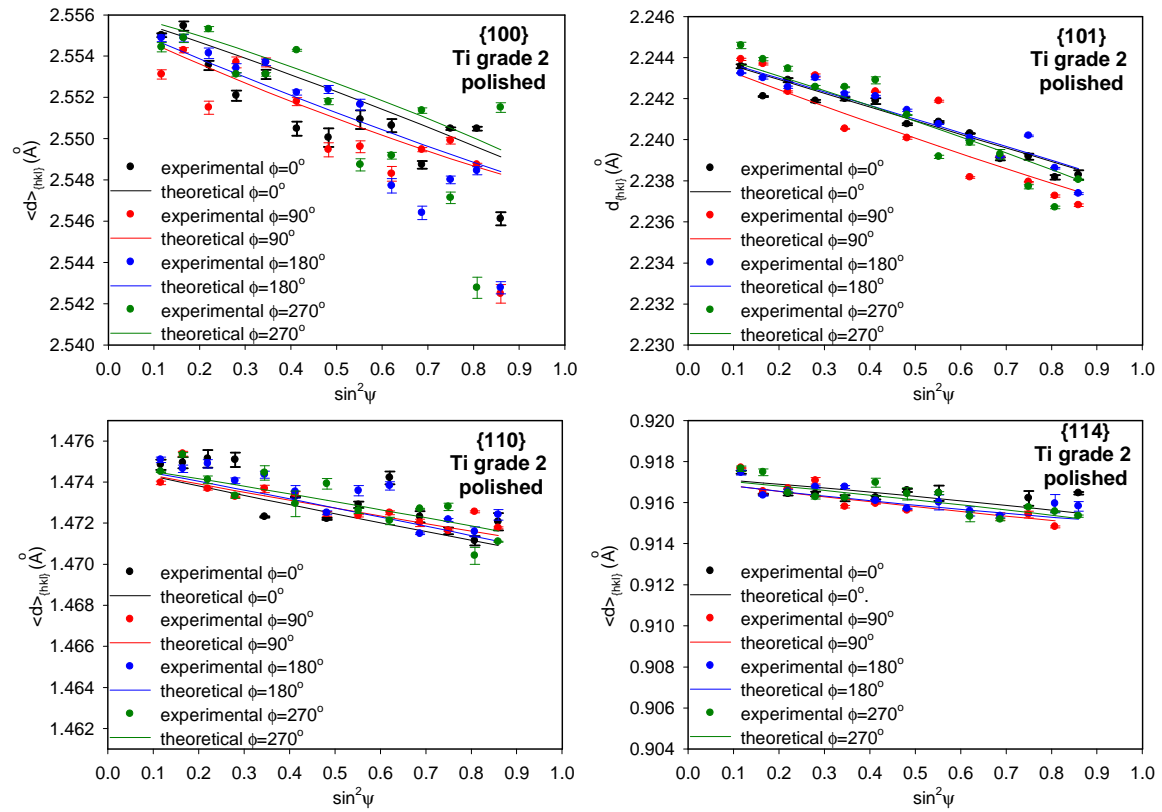 2.556
2.554
2.552
2.550
2.548
2.546
2.544
2.542
2.540
<d>{hkl} (Å)
{100}
Ti grade 2
polished
experimental ϕ=0°
theoretical ϕ=0°
experimental ϕ=90°
theoretical ϕ=90°
experimental ϕ=180°
theoretical ϕ=180°
experimental ϕ=270°
theoretical ϕ=270°
0.0 0.1 0.2 0.3 0.4 0.5 0.6 0.7 0.8 0.9 1.0
sin²ψ
2.246
2.244
2.242
2.240
2.238
2.236
2.234
2.232
2.230
d{hkl} (Å)
{101}
Ti grade 2
polished
experimental ϕ=0°
theoretical ϕ=0°
experimental ϕ=90°
theoretical ϕ=90°
experimental ϕ=180°
theoretical ϕ=180°
experimental ϕ=270°
theoretical ϕ=270°
0.0 0.1 0.2 0.3 0.4 0.5 0.6 0.7 0.8 0.9 1.0
sin²ψ
1.476
1.474
1.472
1.470
1.468
1.466
1.464
1.462
<d>{hkl} (Å)
{110}
Ti grade 2
polished
experimental ϕ=0°
theoretical ϕ=0°
experimental ϕ=90°
theoretical ϕ=90°
experimental ϕ=180°
theoretical ϕ=180°
experimental ϕ=270°
theoretical ϕ=270°
0.0 0.1 0.2 0.3 0.4 0.5 0.6 0.7 0.8 0.9 1.0
sin²ψ
0.920
0.918
0.916
0.914
0.912
0.910
0.908
0.906
0.904
<d>{hkl} (Å)
{114}
Ti grade 2
polished
experimental ϕ=0°
theoretical ϕ=0°.
experimental ϕ=90°
theoretical ϕ=90°
experimental ϕ=180°
theoretical ϕ=180°
experimental ϕ=270°
theoretical ϕ=270°
0.0 0.1 0.2 0.3 0.4 0.5 0.6 0.7 0.8 0.9 1.0
sin²ψ